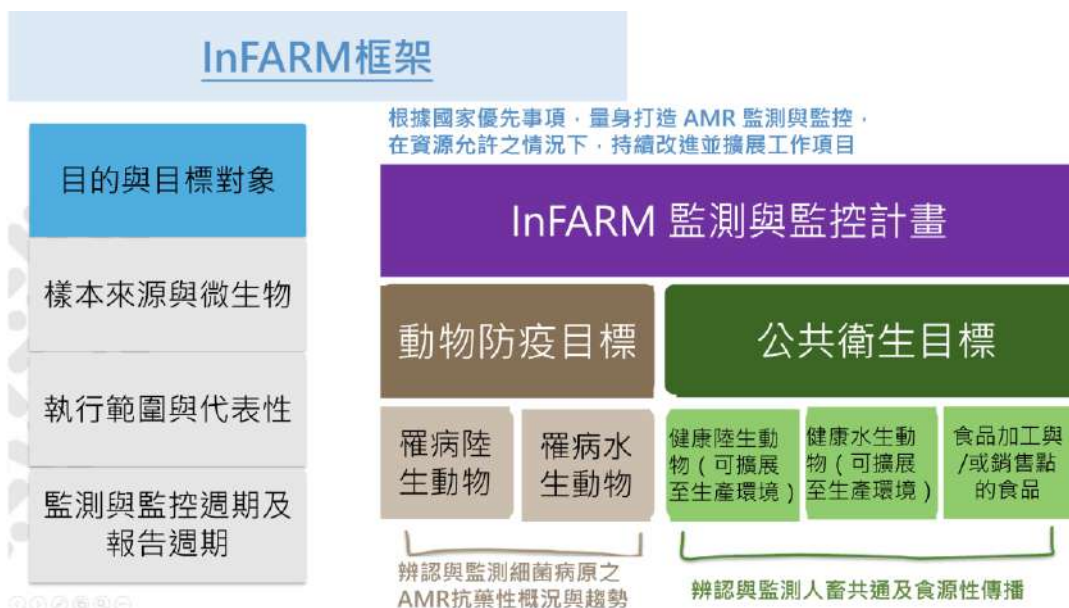 InFARM框架
根據國家優先事項，量身打造 AMR 監測與監控，
在資源允許之情況下，持續改進並擴展工作項目
目的與目標對象
樣本來源與微生物
執行範圍與代表性
監測與監控週期及
報告週期
InFARM 監測與監控計畫
動物防疫目標
公共衛生目標
罹病陸
生動物
罹病水
生動物
健康陸生動
物（可擴展
至生產環境）
健康水生動
物（可擴展
至生產環境）
食品加工與
/或銷售點
的食品
辨認與監測細菌病原之
AMR抗藥性概況與趨勢
辨認與監測人畜共通及食源性傳播